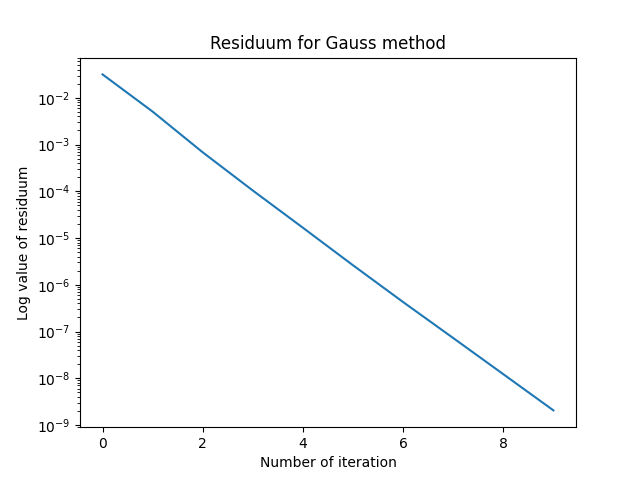 Residuum for Gauss method
Log value of residuum
10⁻²
10⁻³
10⁻⁴
10⁻⁵
10⁻⁶
10⁻⁷
10⁻⁸
10⁻⁹
0 2 4 6 8
Number of iteration